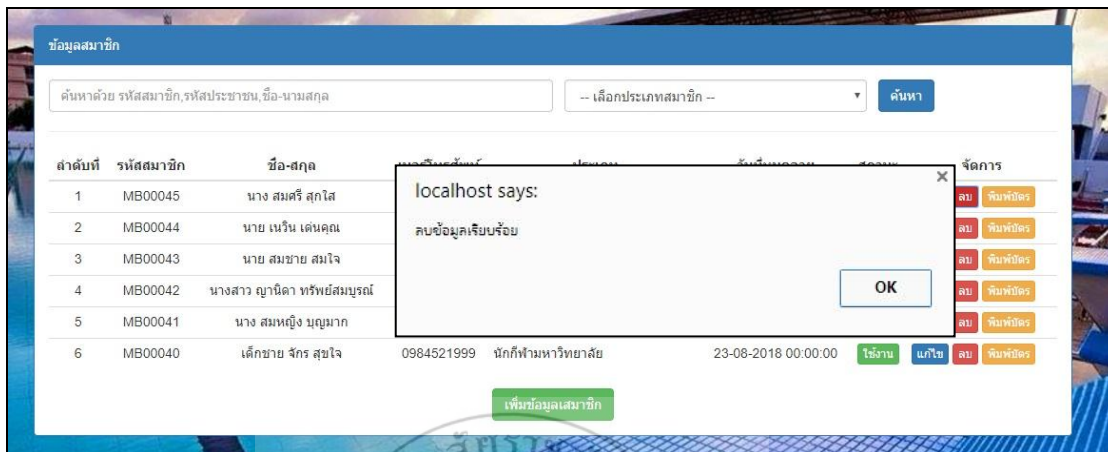 ข้อมูลสมาชิก
ค้นหาด้วย รหัสสมาชิก,รหัสประชาชน,ชื่อ-นามสกุล -- เลือกประเภทสมาชิก -- ค้นหา
ลำดับที่ รหัสสมาชิก ชื่อ-สกุล จัดการ
localhost says:
ลบข้อมูลเรียบร้อย
OK
1 MB00045 นาง สมศรี สุกใส ลบ พิมพ์บัตร
2 MB00044 นาย เนวิน เด่นคุณ ลบ พิมพ์บัตร
3 MB00043 นาย สมชาย สมใจ ลบ พิมพ์บัตร
4 MB00042 นางสาว ญานิดา ทรัพย์สมบูรณ์ ลบ พิมพ์บัตร
5 MB00041 นาง สมหญิง บุญมาก ลบ พิมพ์บัตร
6 MB00040 เด็กชาย จักร สุขใจ 0984521999 นักกีฬามหาวิทยาลัย 23-08-2018 00:00:00 ใช้งาน แก้ไข ลบ พิมพ์บัตร
เพิ่มข้อมูลเสมาชิก